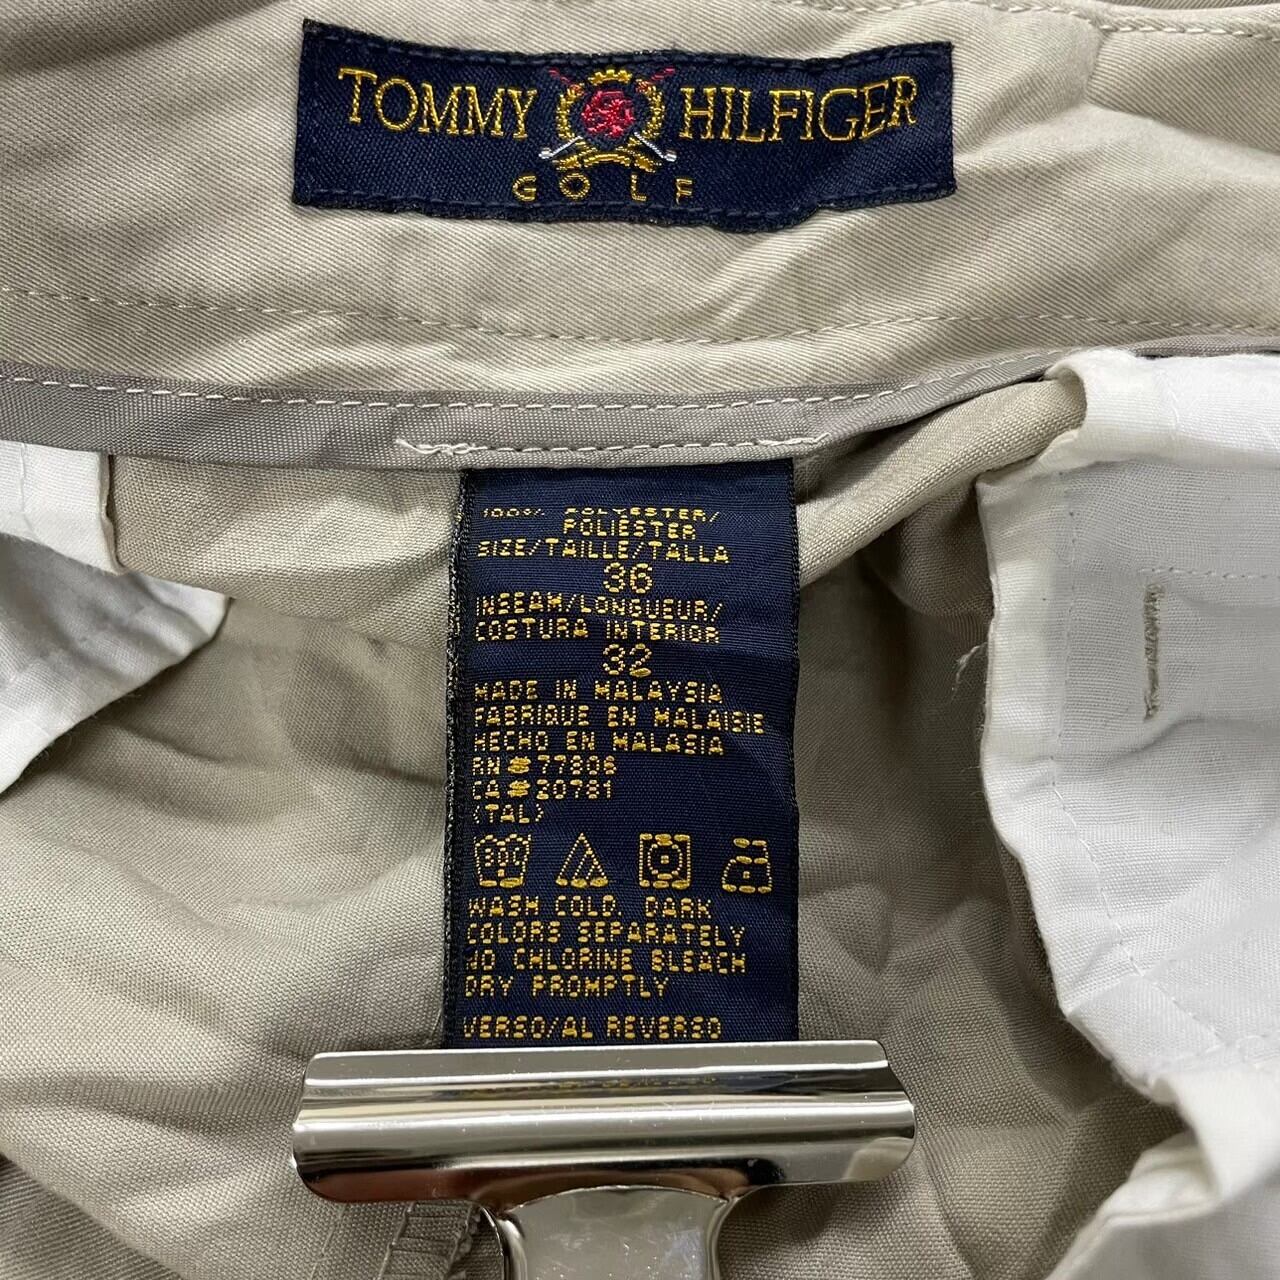 TOMMY HILFIGER
GOLF
100% POLYESTER/
POLIESTER
SIZE/TAILLE/TALLA
36
INSEAM/LONGUEUR/
COSTURA INTERIOR
32
MADE IN MALAYSIA
FABRIQUE EN MALAISIE
HECHO EN MALASIA
RN#77806
CA#20781
(TAL)
WASH COLD. DARK
COLORS SEPARATELY
NO CHLORINE BLEACH
DRY PROMPTLY
VERSO/AL REVERSO